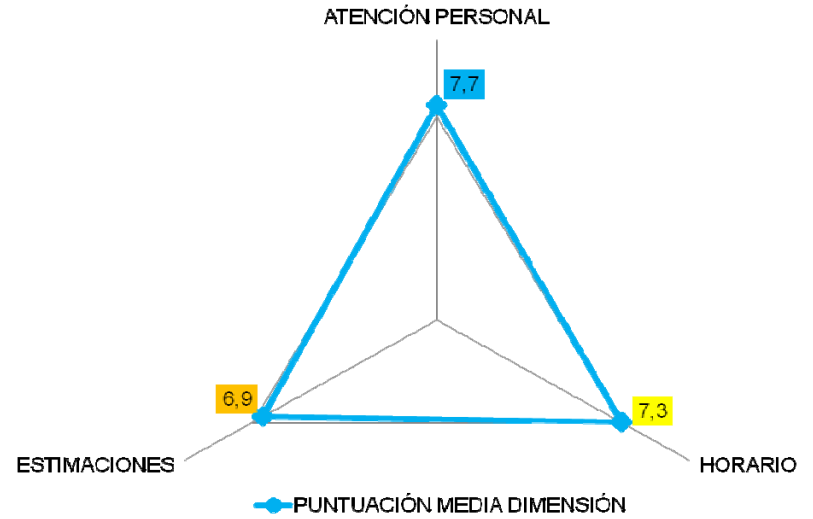 ATENCIÓN PERSONAL
7,7
6,9
7,3
ESTIMACIONES
HORARIO
PUNTUACIÓN MEDIA DIMENSIÓN